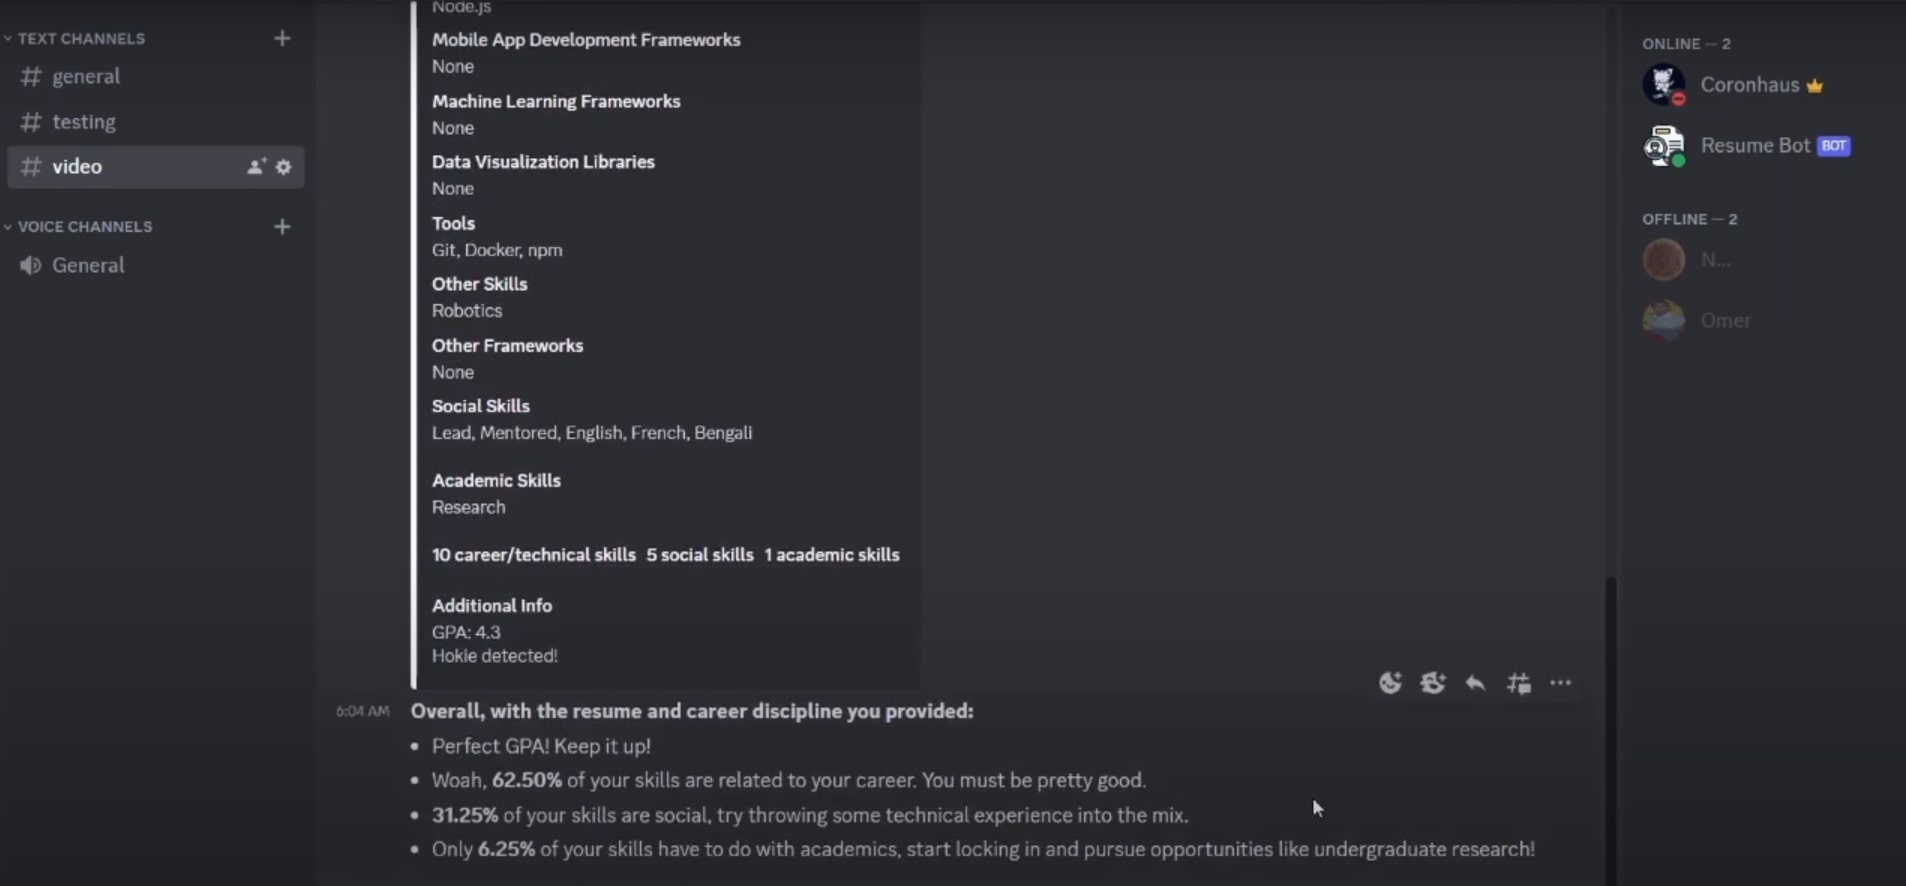 TEXT CHANNELS
general
testing
video
VOICE CHANNELS
General
Node.js
Mobile App Development Frameworks
None
Machine Learning Frameworks
None
Data Visualization Libraries
None
Tools
Git, Docker, npm
Other Skills
Robotics
Other Frameworks
None
Social Skills
Lead, Mentored, English, French, Bengali
Academic Skills
Research
10 career/technical skills 5 social skills 1 academic skills
Additional Info
GPA: 4.3
Hokie detected!
6:04 AM Overall, with the resume and career discipline you provided:
• Perfect GPA! Keep it up!
• Woah, 62.50% of your skills are related to your career. You must be pretty good.
• 31.25% of your skills are social, try throwing some technical experience into the mix.
• Only 6.25% of your skills have to do with academics, start locking in and pursue opportunities like undergraduate research!
ONLINE — 2
Coronhaus
Resume Bot BOT
OFFLINE — 2
N...
Omer